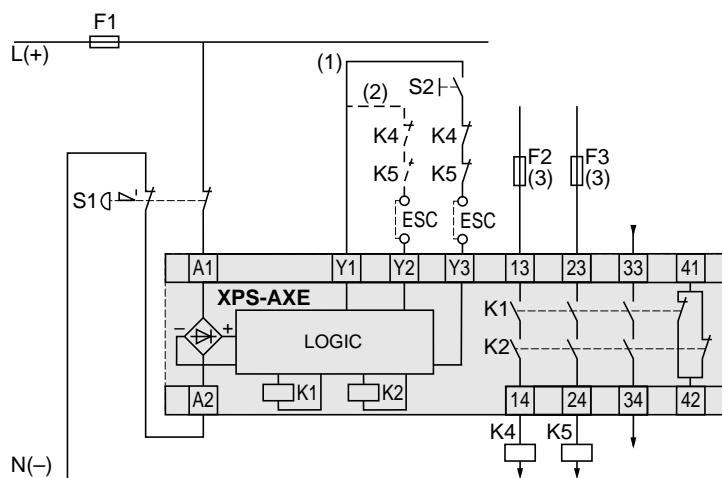 F1
L(+)
(1)
S2
(2)
K4 K4 F2 F3
K5 K5 (3) (3)
S1
ESC ESC
A1 Y1 Y2 Y3 13 23 33 41
XPS-AXE
K1
– +
LOGIC
K2
K1 K2
A2 14 24 34 42
K4 K5
N(–)